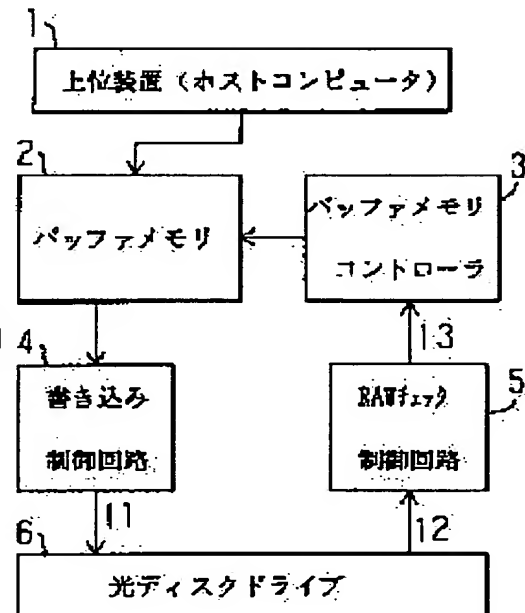 1
上位装置(ホストコンピュータ)
2
バッファメモリ
3
バッファメモリ
コントローラ
4
書き込み
制御回路
13
RAWチェック
制御回路
5
11
12
6
光ディスクドライブ